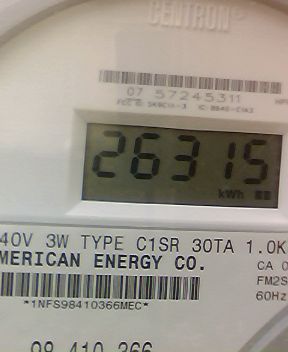 CENTRON®
07 57245311
26315
kWh
40V 3W TYPE C1SR 30TA 1.0K
MERICAN ENERGY CO.
CA 0
FM2S
60Hz
*1NFS98410366MEC*
98 410 366